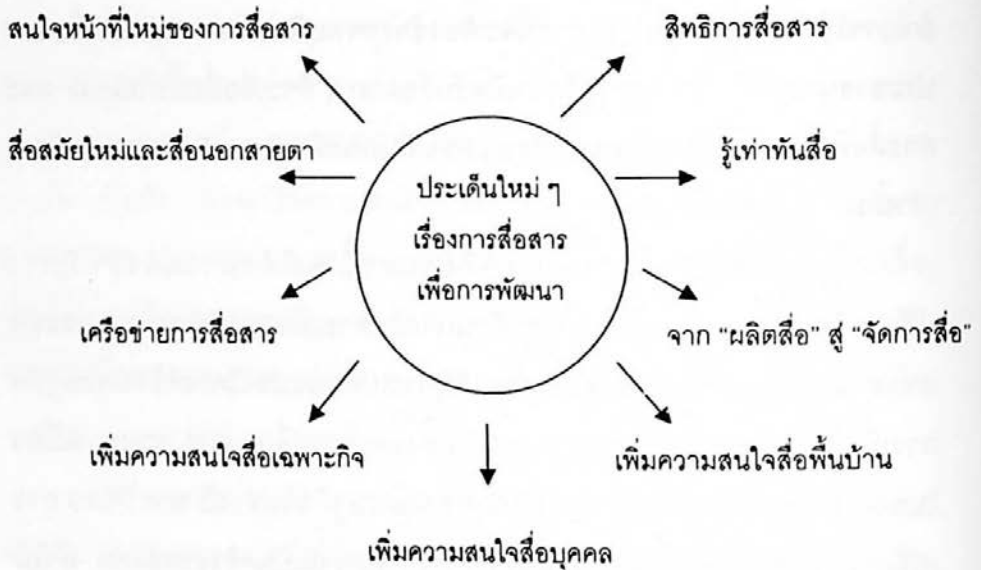 สนใจหน้าที่ใหม่ของการสื่อสาร
สิทธิการสื่อสาร
สื่อสมัยใหม่และสื่อนอกสายตา
รู้เท่าทันสื่อ
ประเด็นใหม่ ๆ
เรื่องการสื่อสาร
เพื่อการพัฒนา
เครือข่ายการสื่อสาร
จาก “ผลิตสื่อ” สู่ “จัดการสื่อ”
เพิ่มความสนใจสื่อเฉพาะกิจ
เพิ่มความสนใจสื่อพื้นบ้าน
เพิ่มความสนใจสื่อบุคคล